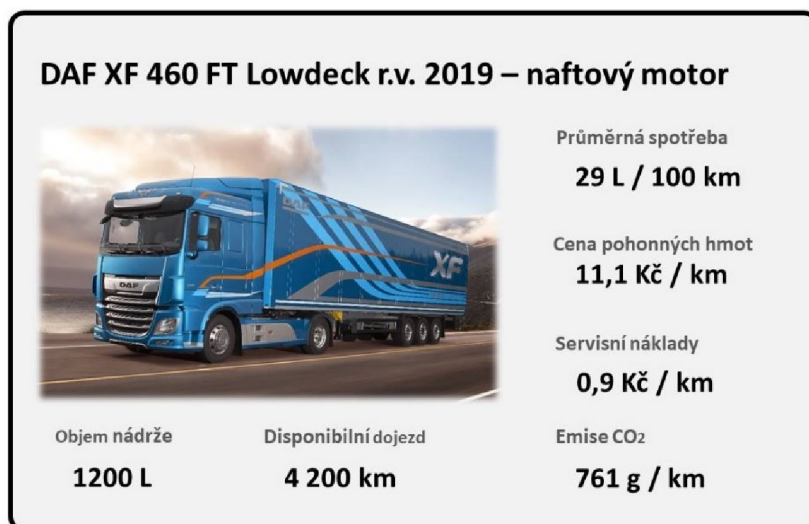 DAF XF 460 FT Lowdeck r.v. 2019 – naftový motor
Průměrná spotřeba
29 L / 100 km
Cena pohonných hmot
11,1 Kč / km
Servisní náklady
0,9 Kč / km
DAF
XF
DAF
Objem nádrže
1200 L
Disponibilní dojezd
4 200 km
Emise CO₂
761 g / km